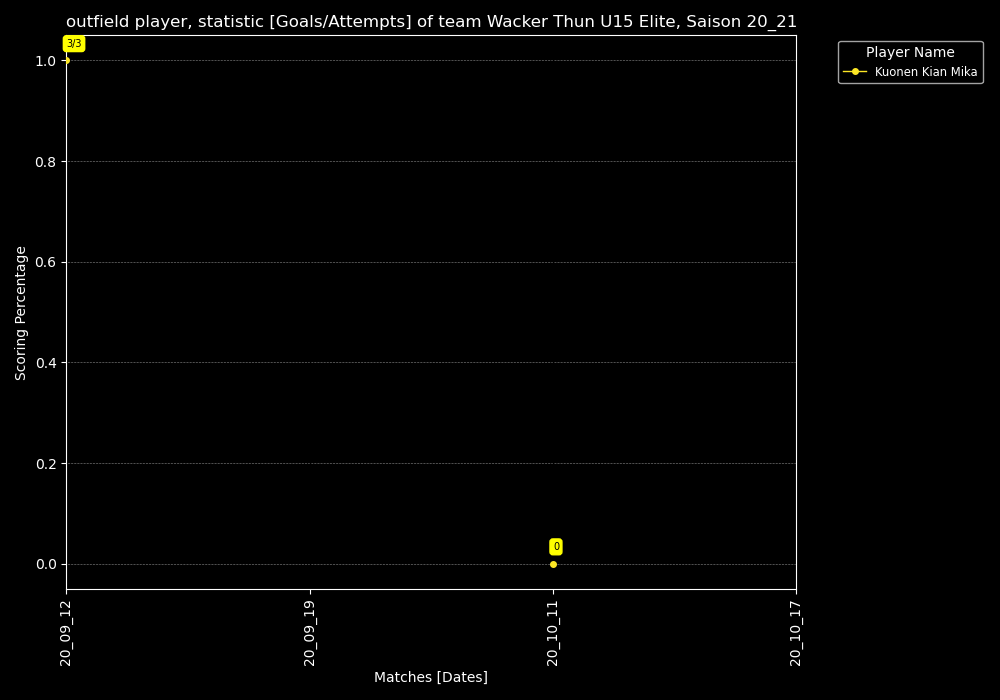 outfield player, statistic [Goals/Attempts] of team Wacker Thun U15 Elite, Saison 20_21
3/3
Player Name
Kuonen Kian Mika
1.0
0.8
0.6
0.4
0.2
0.0
Scoring Percentage
0
20_09_12
20_09_19
20_10_11
20_10_17
Matches [Dates]